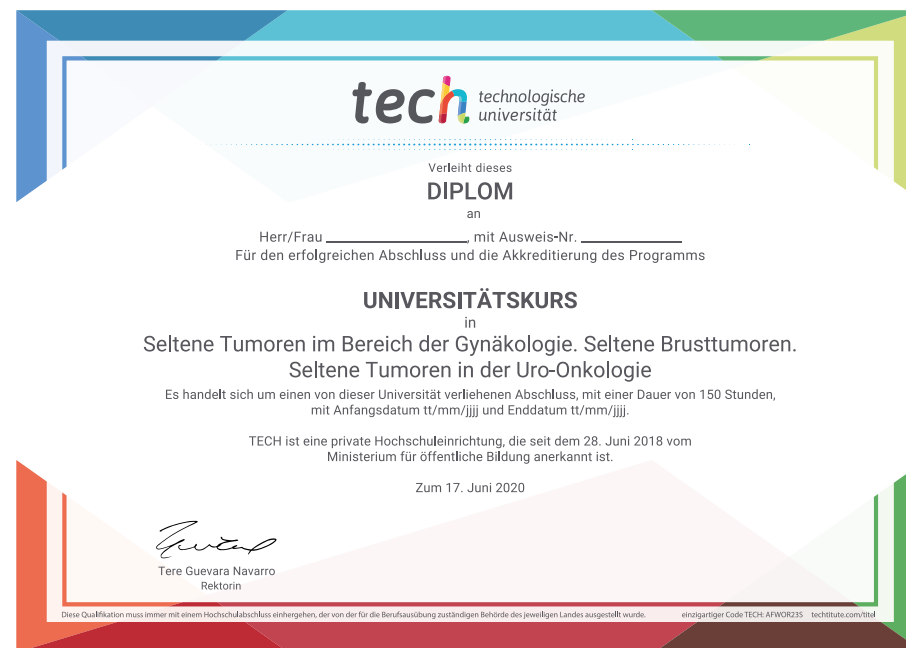 tech technologische
universität
Verleiht dieses
DIPLOM
an
Herr/Frau ____________, mit Ausweis-Nr. ____________
Für den erfolgreichen Abschluss und die Akkreditierung des Programms
UNIVERSITÄTSKURS
in
Seltene Tumoren im Bereich der Gynäkologie. Seltene Brusttumoren.
Seltene Tumoren in der Uro-Onkologie
Es handelt sich um einen von dieser Universität verliehenen Abschluss, mit einer Dauer von 150 Stunden,
mit Anfangsdatum tt/mm/jjjj und Enddatum tt/mm/jjjj.
TECH ist eine private Hochschuleinrichtung, die seit dem 28. Juni 2018 vom
Ministerium für öffentliche Bildung anerkannt ist.
Zum 17. Juni 2020
Tere Guevara Navarro
Rektorin
Diese Qualifikation muss immer mit einem Hochschulabschluss einhergehen, der von der für die Berufsausübung zuständigen Behörde des jeweiligen Landes ausgestellt wurde. einzigartiger Code TECH: AFWOR23S techtitute.com/titel